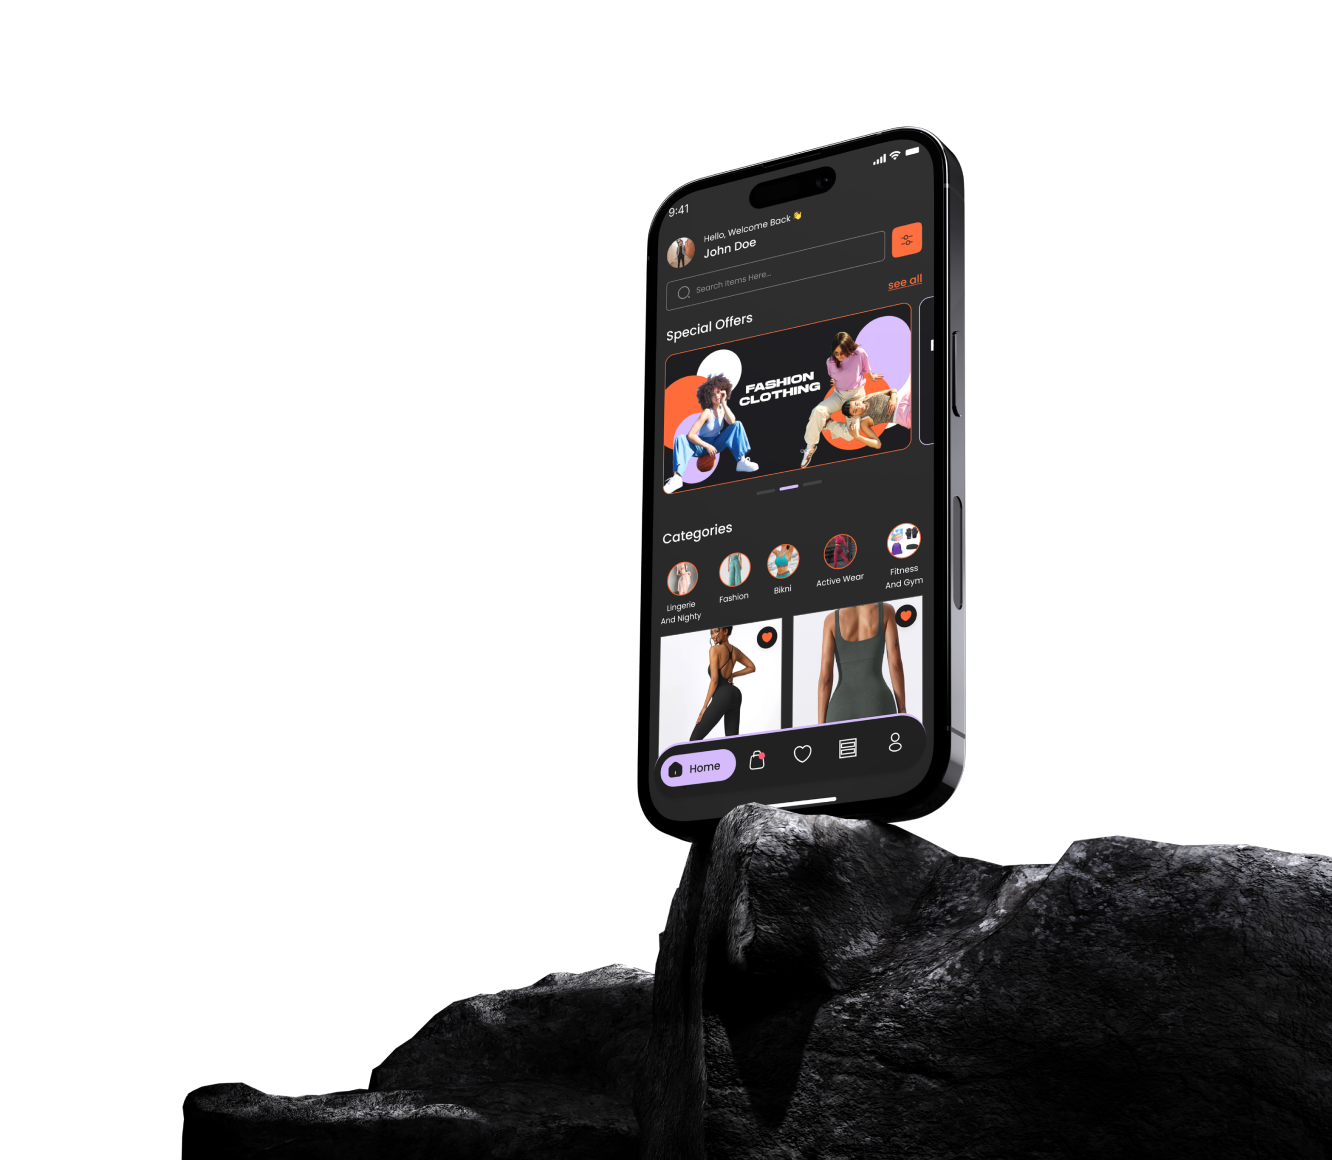 9:41
Hello, Welcome Back 👋
John Doe
Search Items Here...
see all
Special Offers
FASHION
CLOTHING
Categories
Lingerie
And Nighty
Fashion
Bikni
Active Wear
Fitness
And Gym
Home